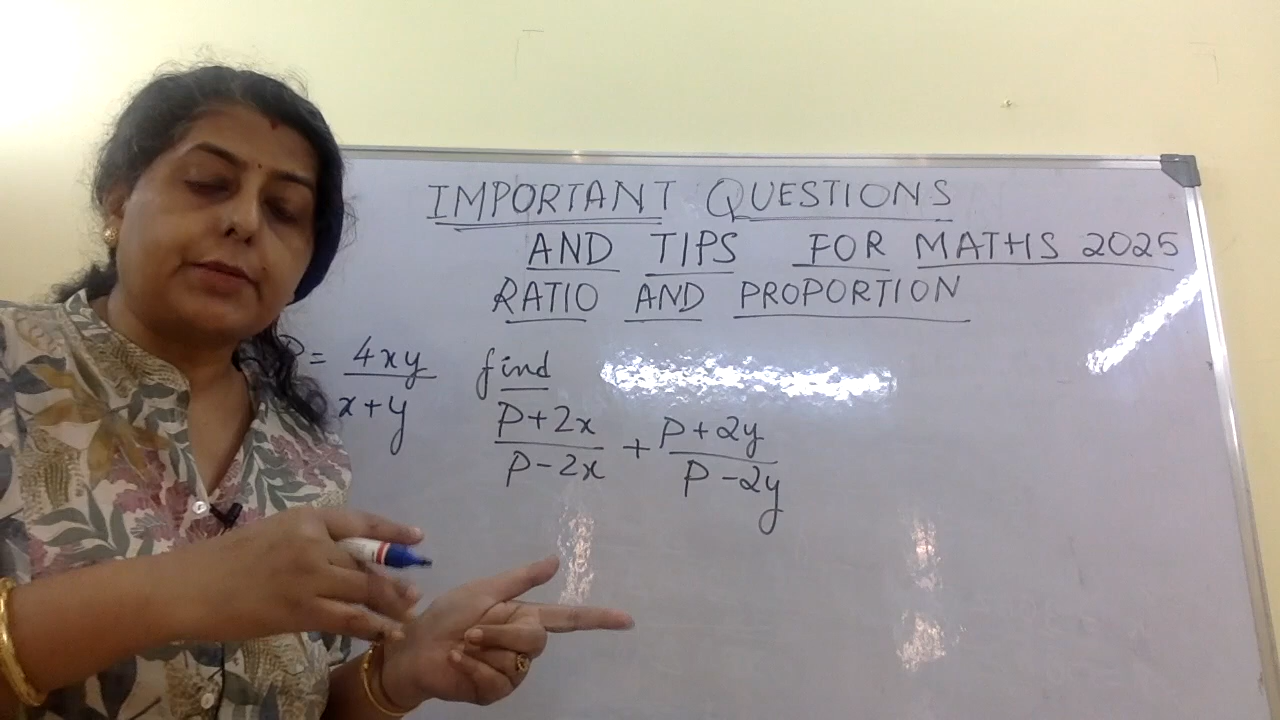 IMPORTANT QUESTIONS
AND TIPS FOR MATHS 2025
RATIO AND PROPORTION
P = 4xy find
x+y
P+2x + P+2y
P-2x P-2y